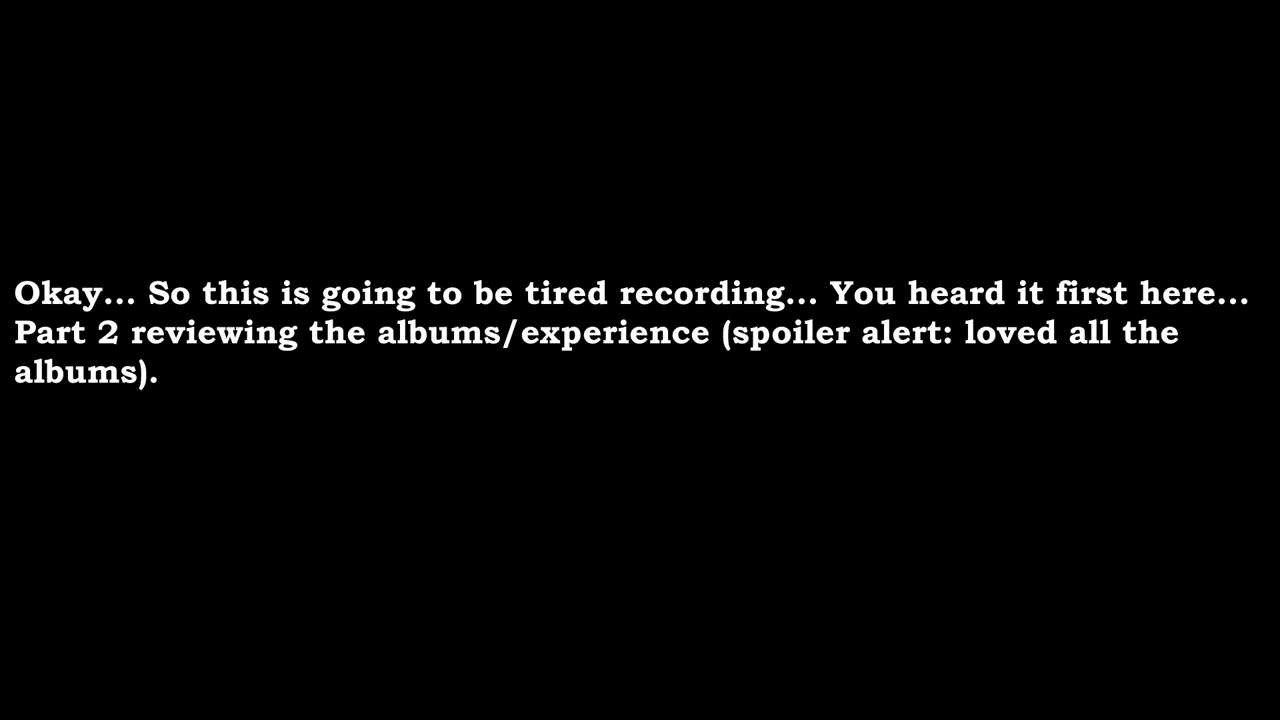 Okay... So this is going to be tired recording... You heard it first here...
Part 2 reviewing the albums/experience (spoiler alert: loved all the
albums).